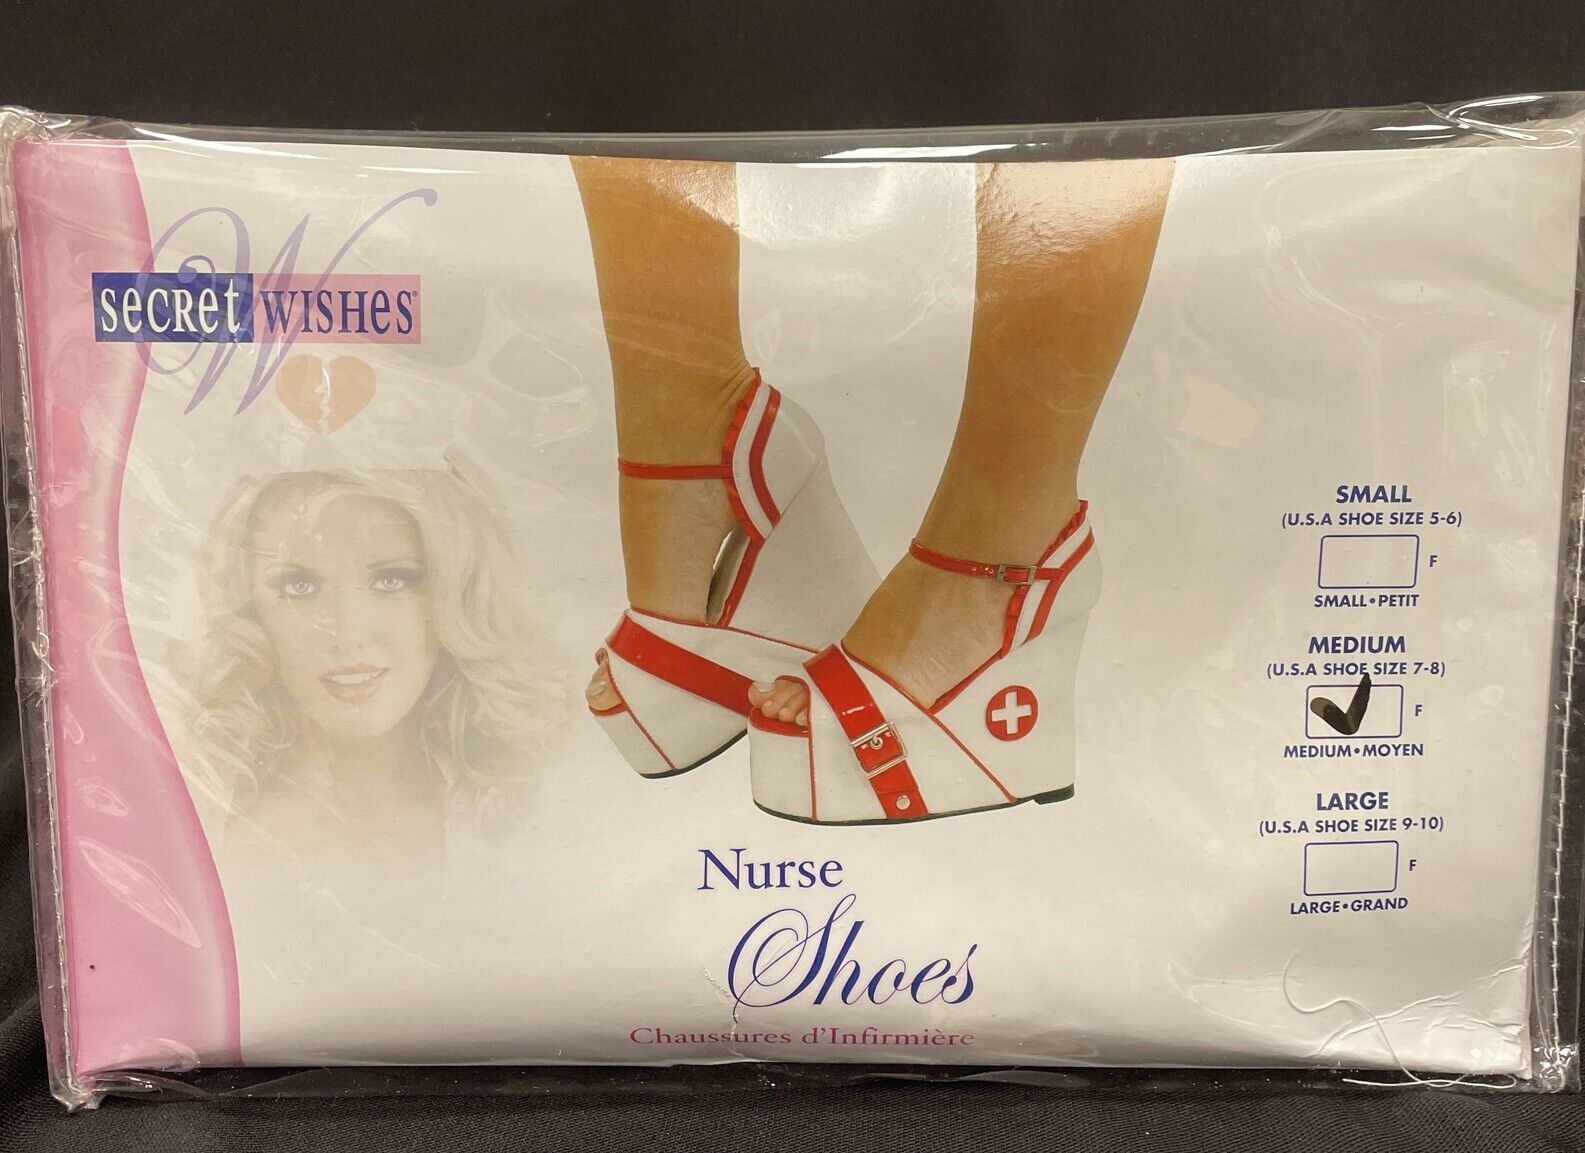 W
SECRET WISHES®
SMALL
(U.S.A SHOE SIZE 5-6)
F
SMALL•PETIT
MEDIUM
(U.S.A SHOE SIZE 7-8)
F
MEDIUM•MOYEN
LARGE
(U.S.A SHOE SIZE 9-10)
F
LARGE•GRAND
Nurse
Shoes
Chaussures d'Infirmière